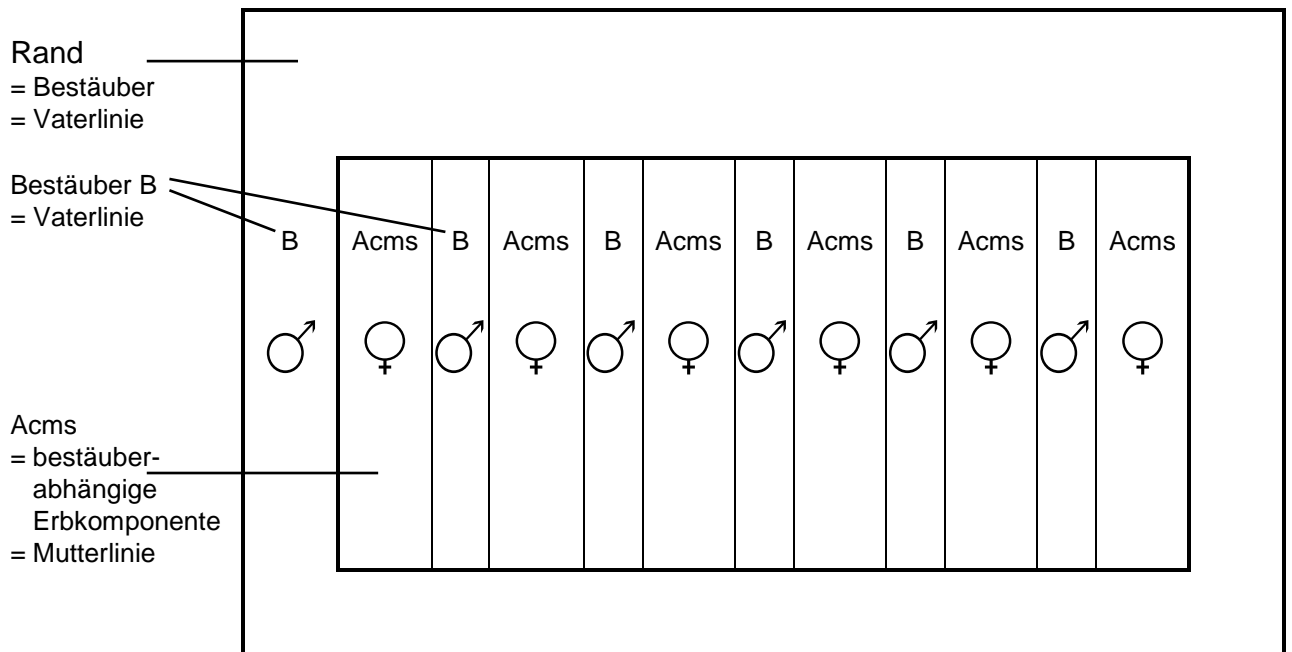 Rand
= Bestäuber
= Vaterlinie
Bestäuber B
= Vaterlinie
B Acms B Acms B Acms B Acms B Acms B Acms
Acms
= bestäuber-
abhängige
Erbkomponente
= Mutterlinie